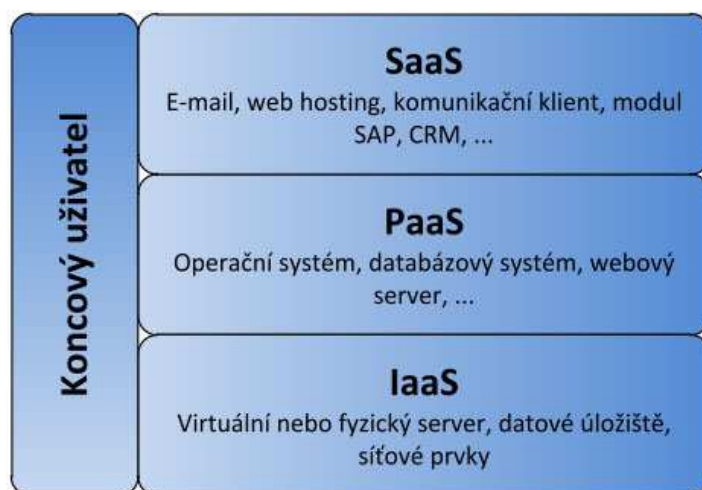 Koncový uživatel
SaaS
E-mail, web hosting, komunikační klient, modul
SAP, CRM, ...
PaaS
Operační systém, databázový systém, webový
server, ...
IaaS
Virtuální nebo fyzický server, datové úložiště,
síťové prvky